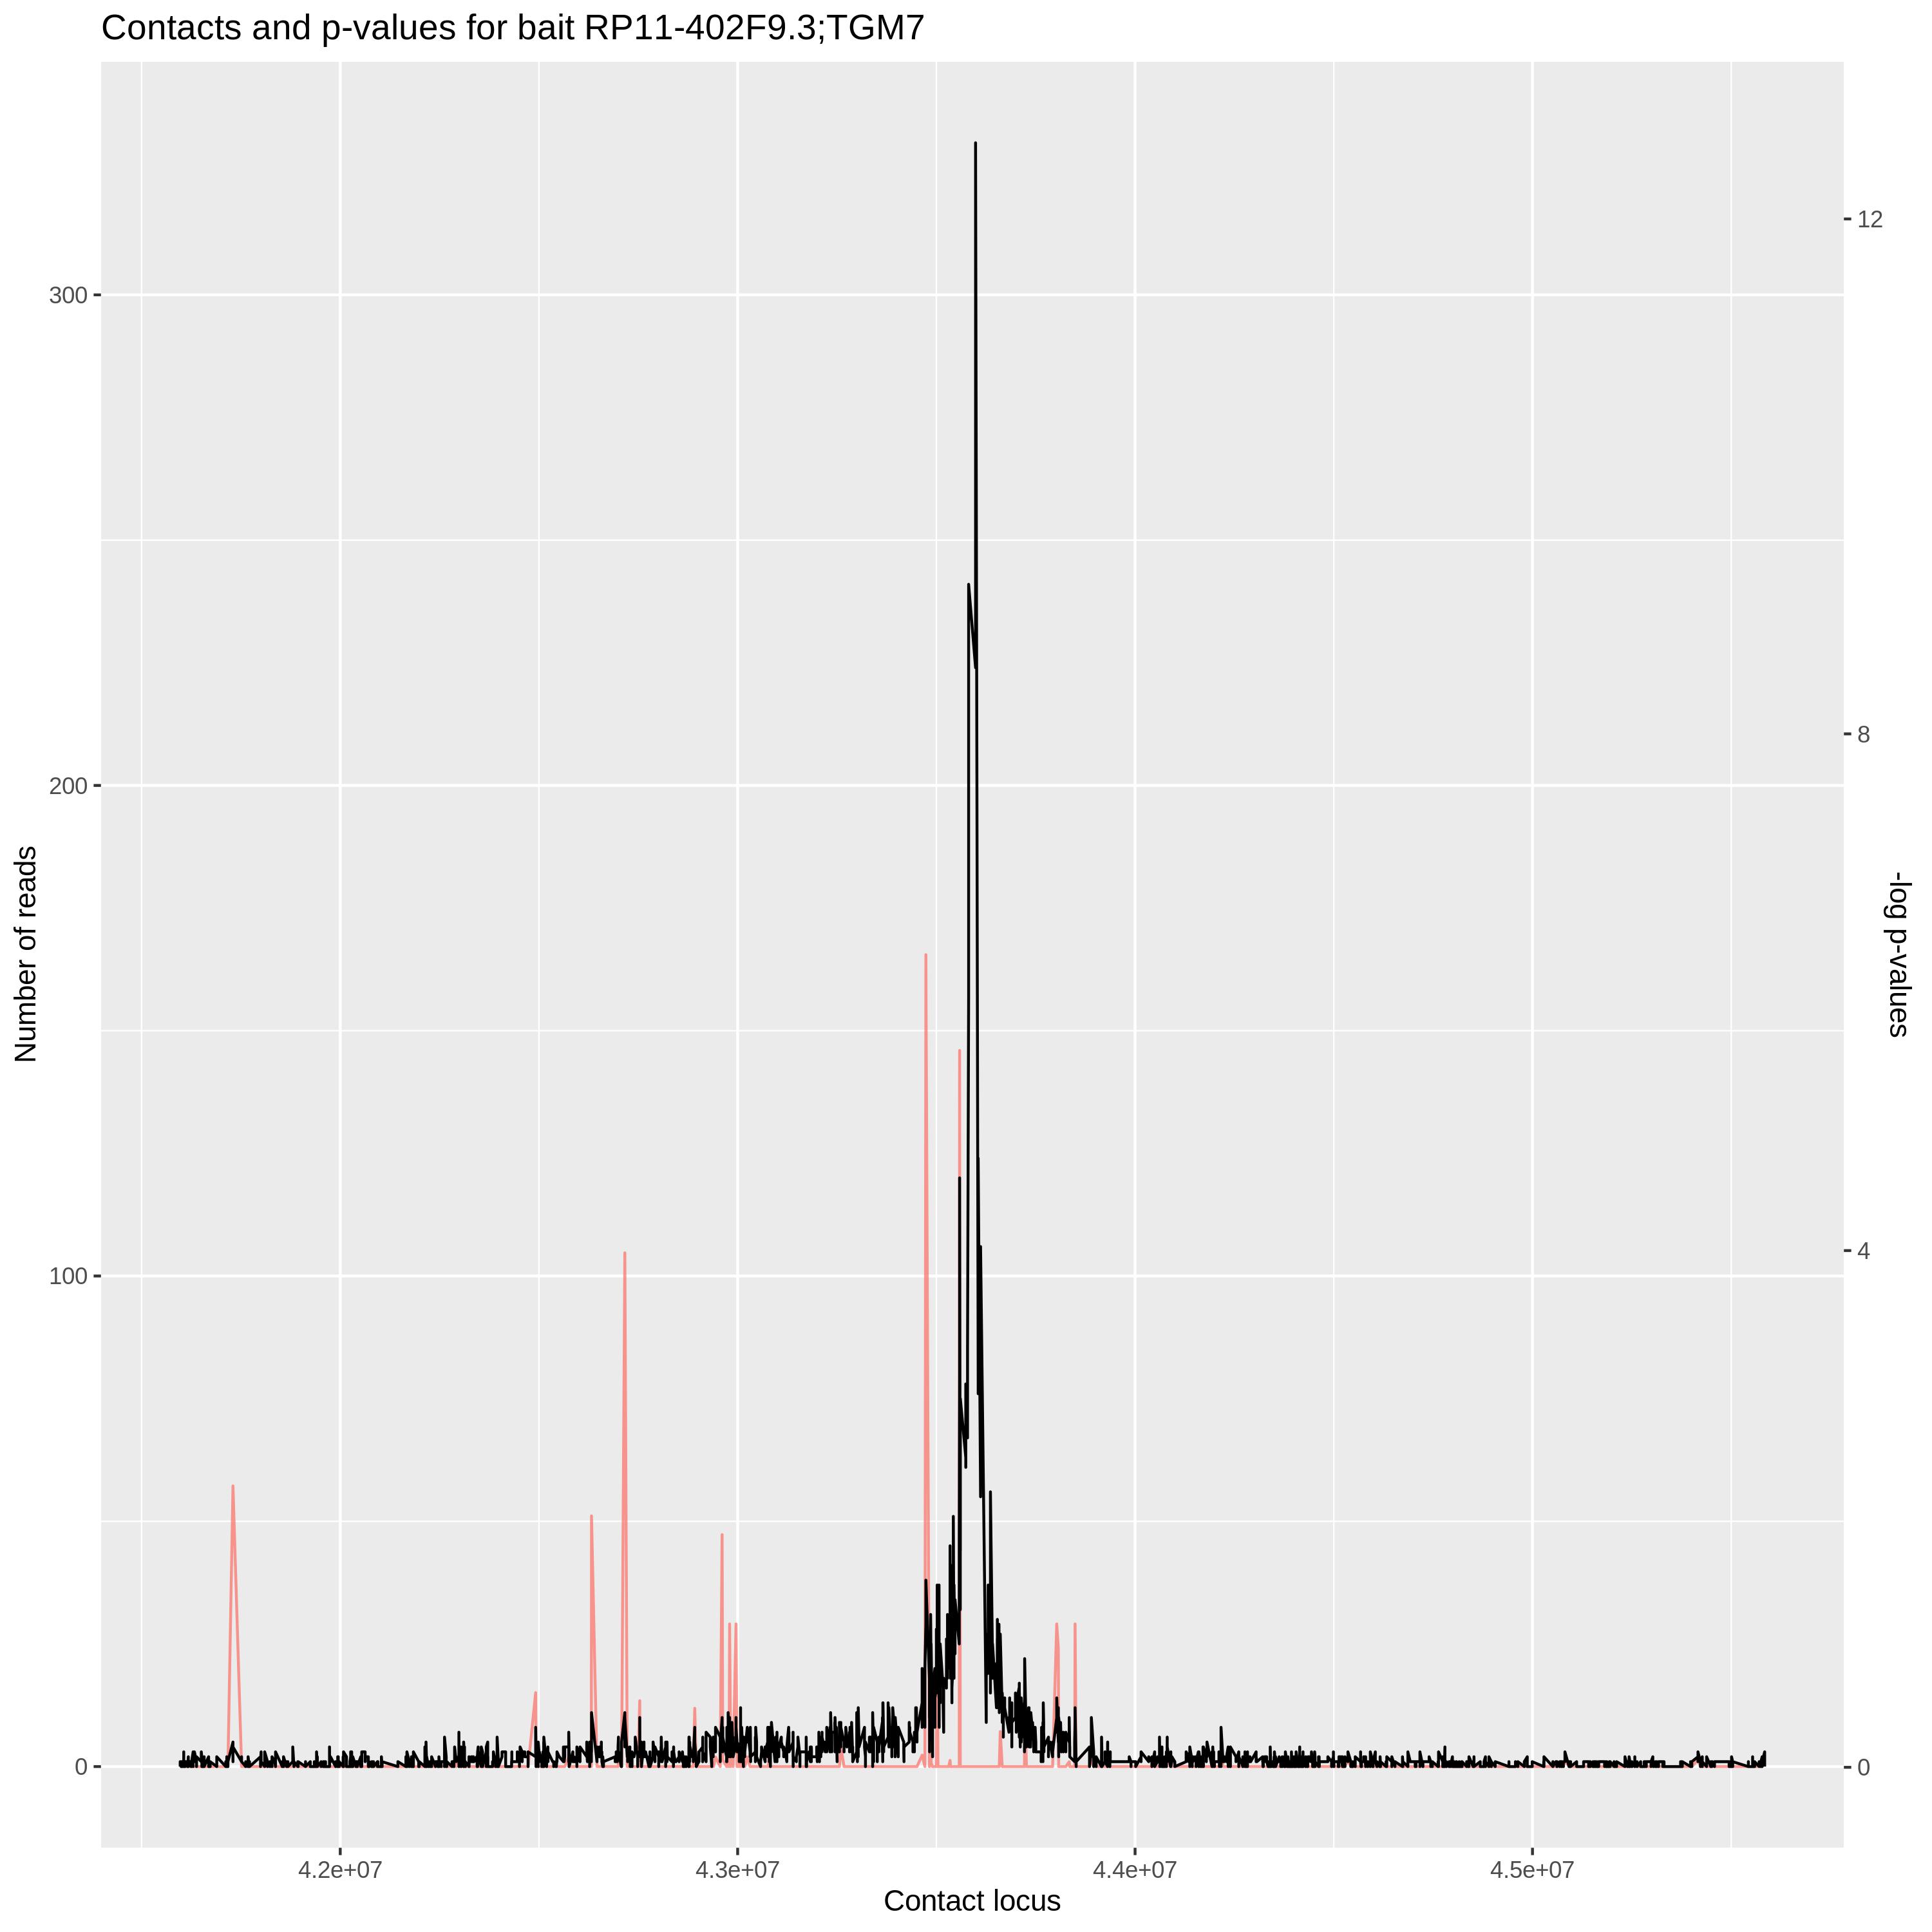 Contacts and p-values for bait RP11-402F9.3;TGM7
Number of reads
300
200
100
0
12
8
4
0
-log p-values
4.2e+07
4.3e+07
4.4e+07
4.5e+07
Contact locus